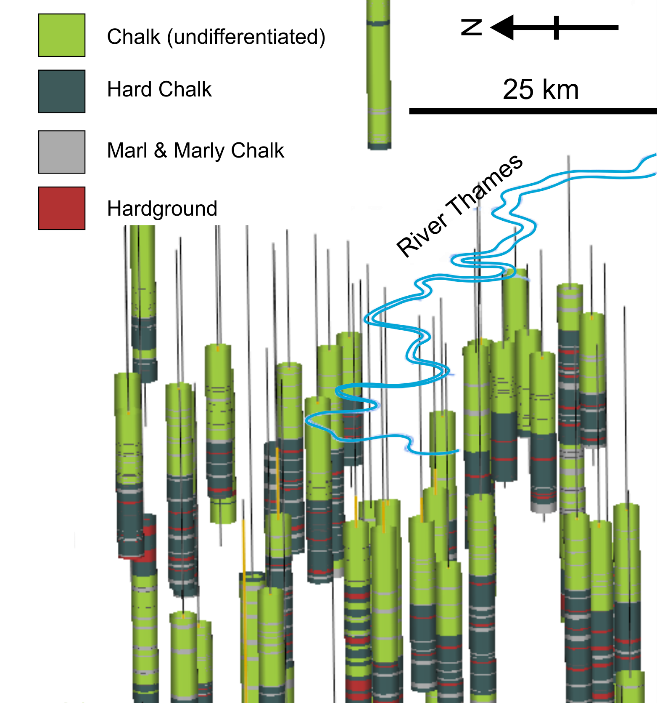 Chalk (undifferentiated)
Hard Chalk
Marl & Marly Chalk
Hardground
N
25 km
River Thames